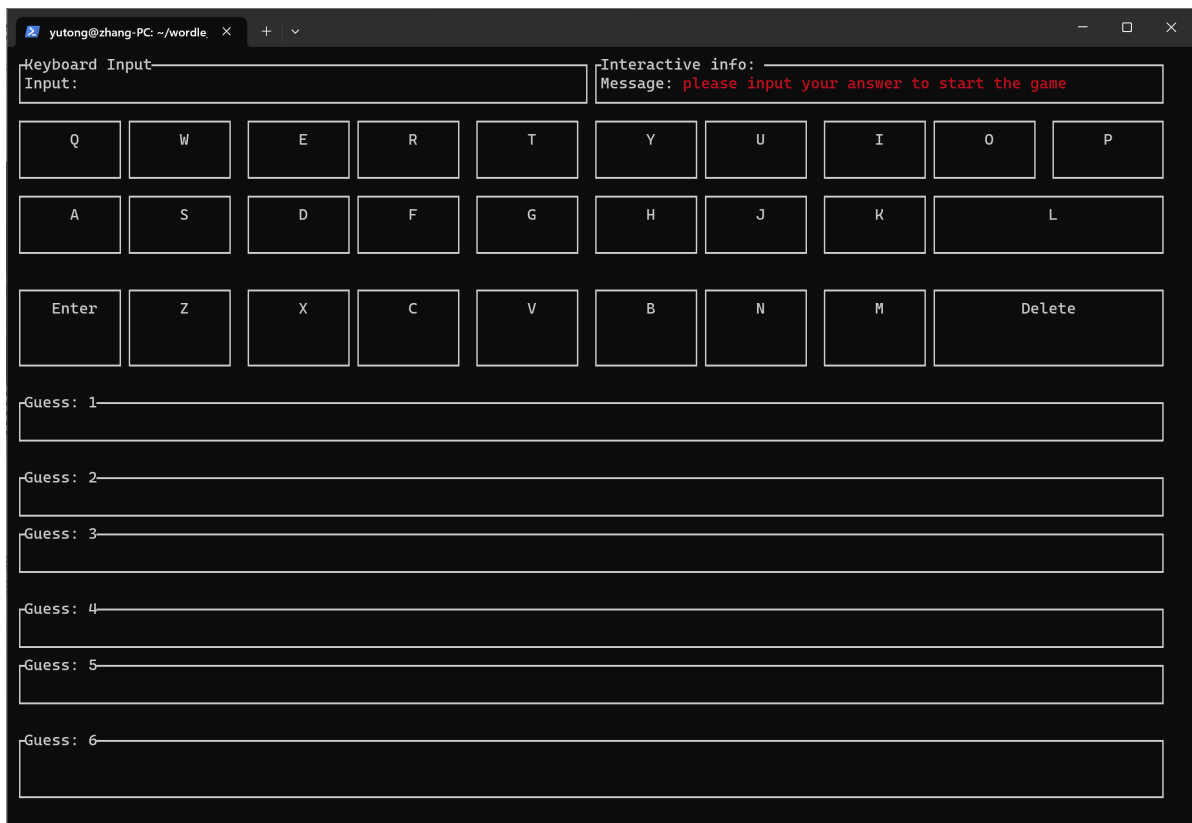 yutong@zhang-PC: ~/wordle
Keyboard Input
Interactive info:
Input:
Message: please input your answer to start the game
Q W E R T Y U I O P
A S D F G H J K L
Enter Z X C V B N M Delete
Guess: 1
Guess: 2
Guess: 3
Guess: 4
Guess: 5
Guess: 6